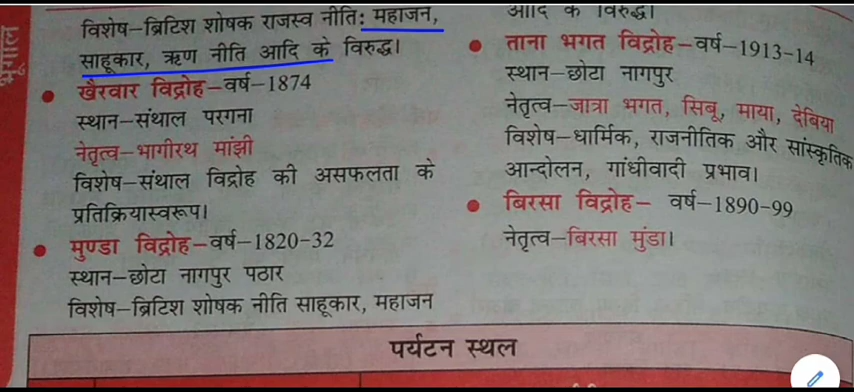 भूगोल
विशेष–ब्रिटिश शोषक राजस्व नीति: महाजन,
साहूकार, ऋण नीति आदि के विरुद्ध।
खैरवार विद्रोह–वर्ष–1874
स्थान–संथाल परगना
नेतृत्व–भागीरथ मांझी
विशेष–संथाल विद्रोह की असफलता के
प्रतिक्रियास्वरूप।
मुण्डा विद्रोह–वर्ष–1820-32
स्थान–छोटा नागपुर पठार
विशेष–ब्रिटिश शोषक नीति साहूकार, महाजन
आदि के विरुद्ध।
ताना भगत विद्रोह–वर्ष–1913-14
स्थान–छोटा नागपुर
नेतृत्व–जात्रा भगत, सिबू, माया, देबिया
विशेष–धार्मिक, राजनीतिक और सांस्कृतिक
आन्दोलन, गांधीवादी प्रभाव।
बिरसा विद्रोह– वर्ष–1890-99
नेतृत्व–बिरसा मुंडा।
पर्यटन स्थल